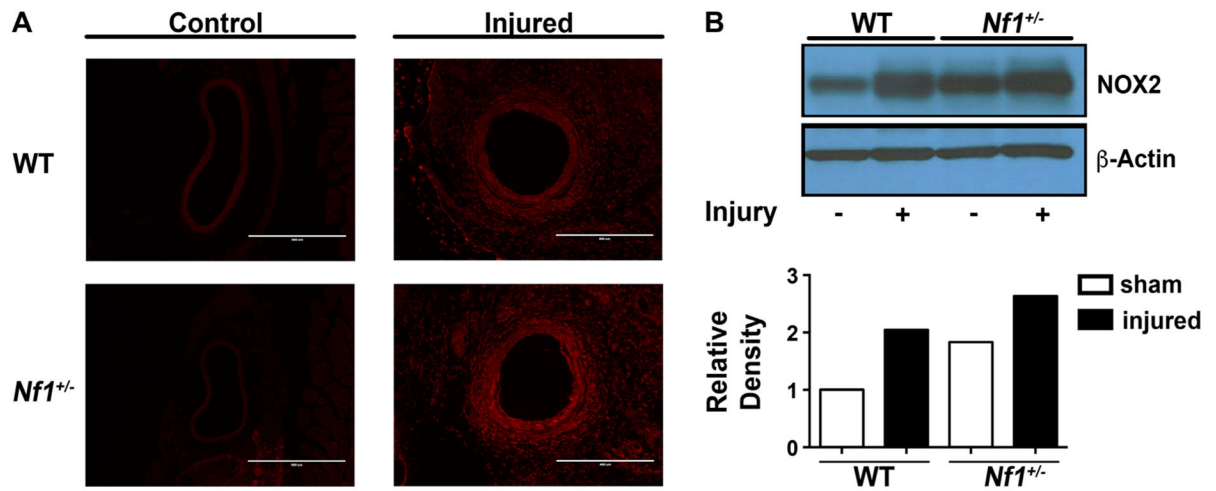 A
Control
Injured
WT
Nf1+/-
B
WT
Nf1+/-
NOX2
β-Actin
Injury - + - +
3
2
1
0
Relative
Density
sham
injured
WT
Nf1+/-